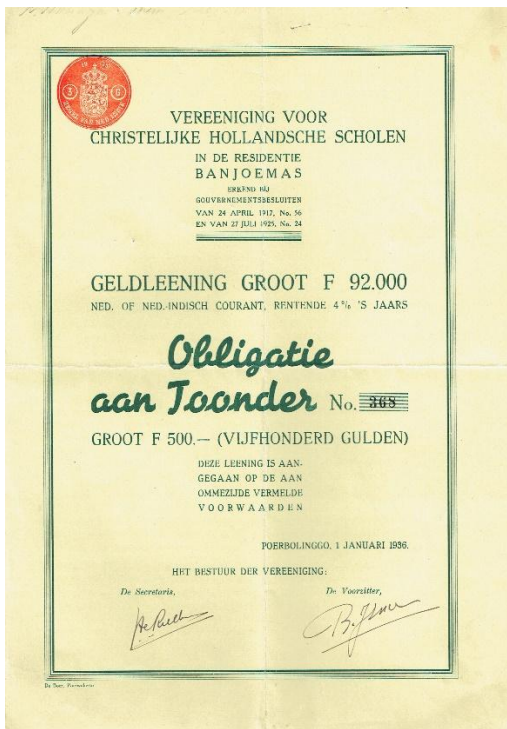 VEREENIGING VOOR
CHRISTELIJKE HOLLANDSCHE SCHOLEN
IN DE RESIDENTIE
BANJOEMAS
ERKEND BIJ
GOUVERNEMENTSBESLUITEN
VAN 24 APRIL 1917, No. 56
EN VAN 27 JULI 1925, No. 24
GELDLEENING GROOT F 92.000
NED. OF NED.-INDISCH COURANT, RENTENDE 4% 'S JAARS
Obligatie
aan Toonder No. 368
GROOT F 500.— (VIJFHONDERD GULDEN)
DEZE LEENING IS AAN-
GEGAAN OP DE AAN
OMMEZIJDE VERMELDE
VOORWAARDEN
POERBOLINGGO, 1 JANUARI 1936.
HET BESTUUR DER VEREENIGING:
De Secretaris, De Voorzitter,